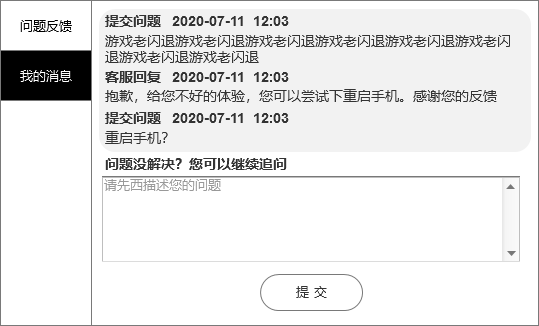 问题反馈
我的消息
提交问题 2020-07-11 12:03
游戏老闪退游戏老闪退游戏老闪退游戏老闪退游戏老闪退游戏老闪
退游戏老闪退游戏老闪退
客服回复 2020-07-11 12:03
抱歉，给您不好的体验，您可以尝试下重启手机。感谢您的反馈
提交问题 2020-07-11 12:03
重启手机？
问题没解决？您可以继续追问
请先西描述您的问题
提 交